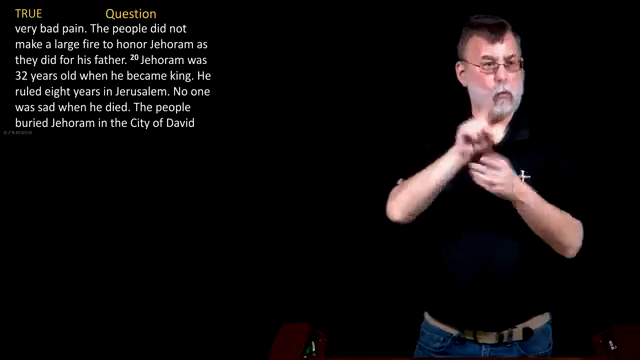 TRUE Question
very bad pain. The people did not
make a large fire to honor Jehoram as
they did for his father. 20 Jehoram was
32 years old when he became king. He
ruled eight years in Jerusalem. No one
was sad when he died. The people
buried Jehoram in the City of David